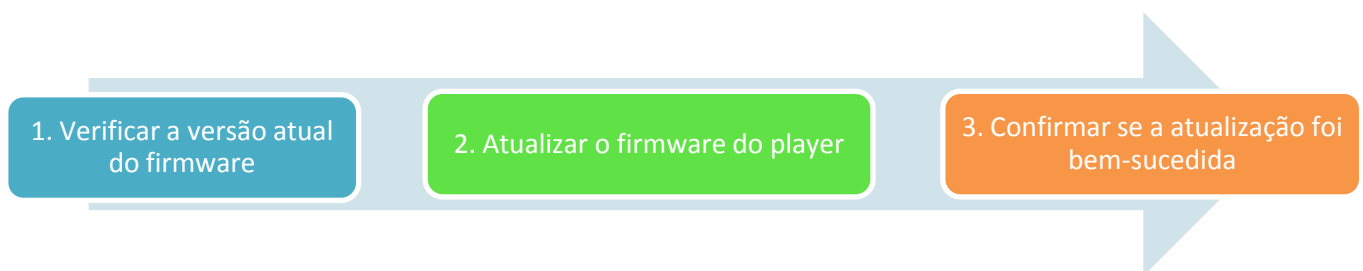 1. Verificar a versão atual
do firmware
2. Atualizar o firmware do player
3. Confirmar se a atualização foi
bem-sucedida